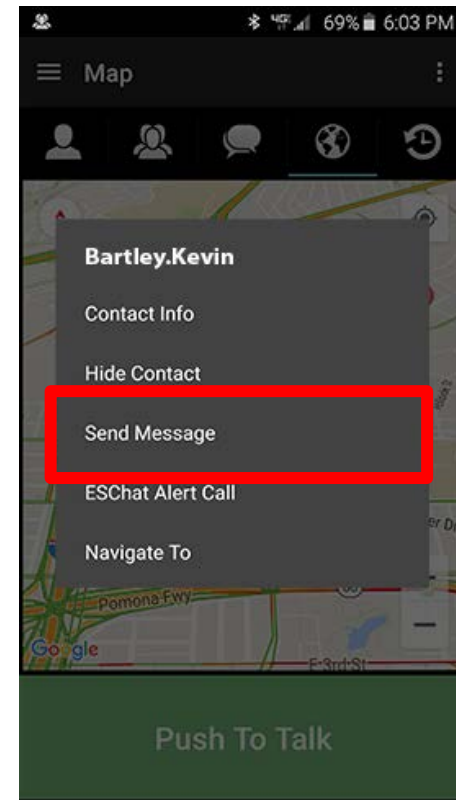 4G 69% 6:03 PM
Map
Bartley.Kevin
Contact Info
Hide Contact
Send Message
ESChat Alert Call
Navigate To
Pomona Fwy
Google
E 3rd St
Push To Talk